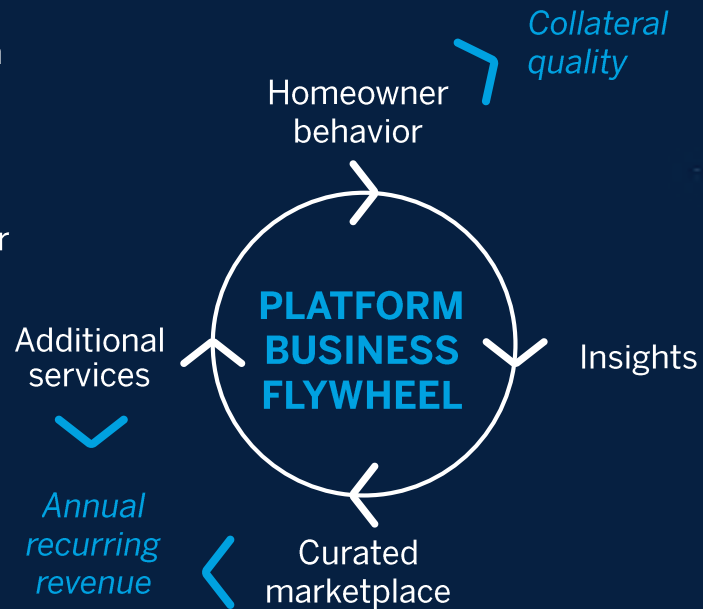 Collateral
quality
Homeowner
behavior
r
PLATFORM
BUSINESS
FLYWHEEL
Additional
services
Insights
Annual
recurring
revenue
Curated
marketplace